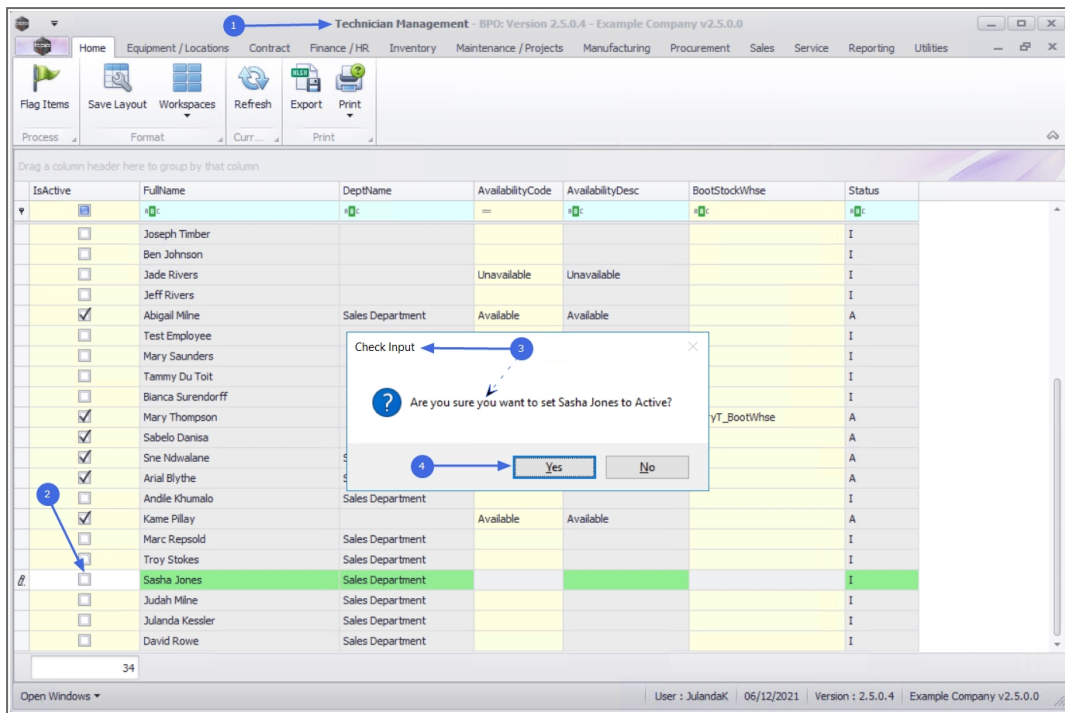 1 Technician Management - BPO: Version 2.5.0.4 - Example Company v2.5.0.0
Home Equipment / Locations Contract Finance / HR Inventory Maintenance / Projects Manufacturing Procurement Sales Service Reporting Utilities
Flag Items Save Layout Workspaces Refresh Export Print
Process Format Curr... Print
Drag a column header here to group by that column
IsActive FullName DeptName AvailabilityCode AvailabilityDesc BootStockWhse Status
Joseph Timber I
Ben Johnson I
Jade Rivers Unavailable Unavailable I
Jeff Rivers I
Abigail Milne Sales Department Available Available A
Test Employee I
Mary Saunders I
Tammy Du Toit I
Bianca Surendorff I
Mary Thompson yT_BootWhse A
Sabelo Danisa A
Sne Ndwalane S A
Arial Blythe S A
Andile Khumalo Sales Department I
Kame Pillay Available Available A
Marc Repsold Sales Department I
Troy Stokes Sales Department I
Sasha Jones Sales Department I
Judah Milne Sales Department I
Julanda Kessler Sales Department I
David Rowe Sales Department I
Check Input 3
Are you sure you want to set Sasha Jones to Active?
4 Yes No
2
34
Open Windows User : JulandaK 06/12/2021 Version : 2.5.0.4 Example Company v2.5.0.0